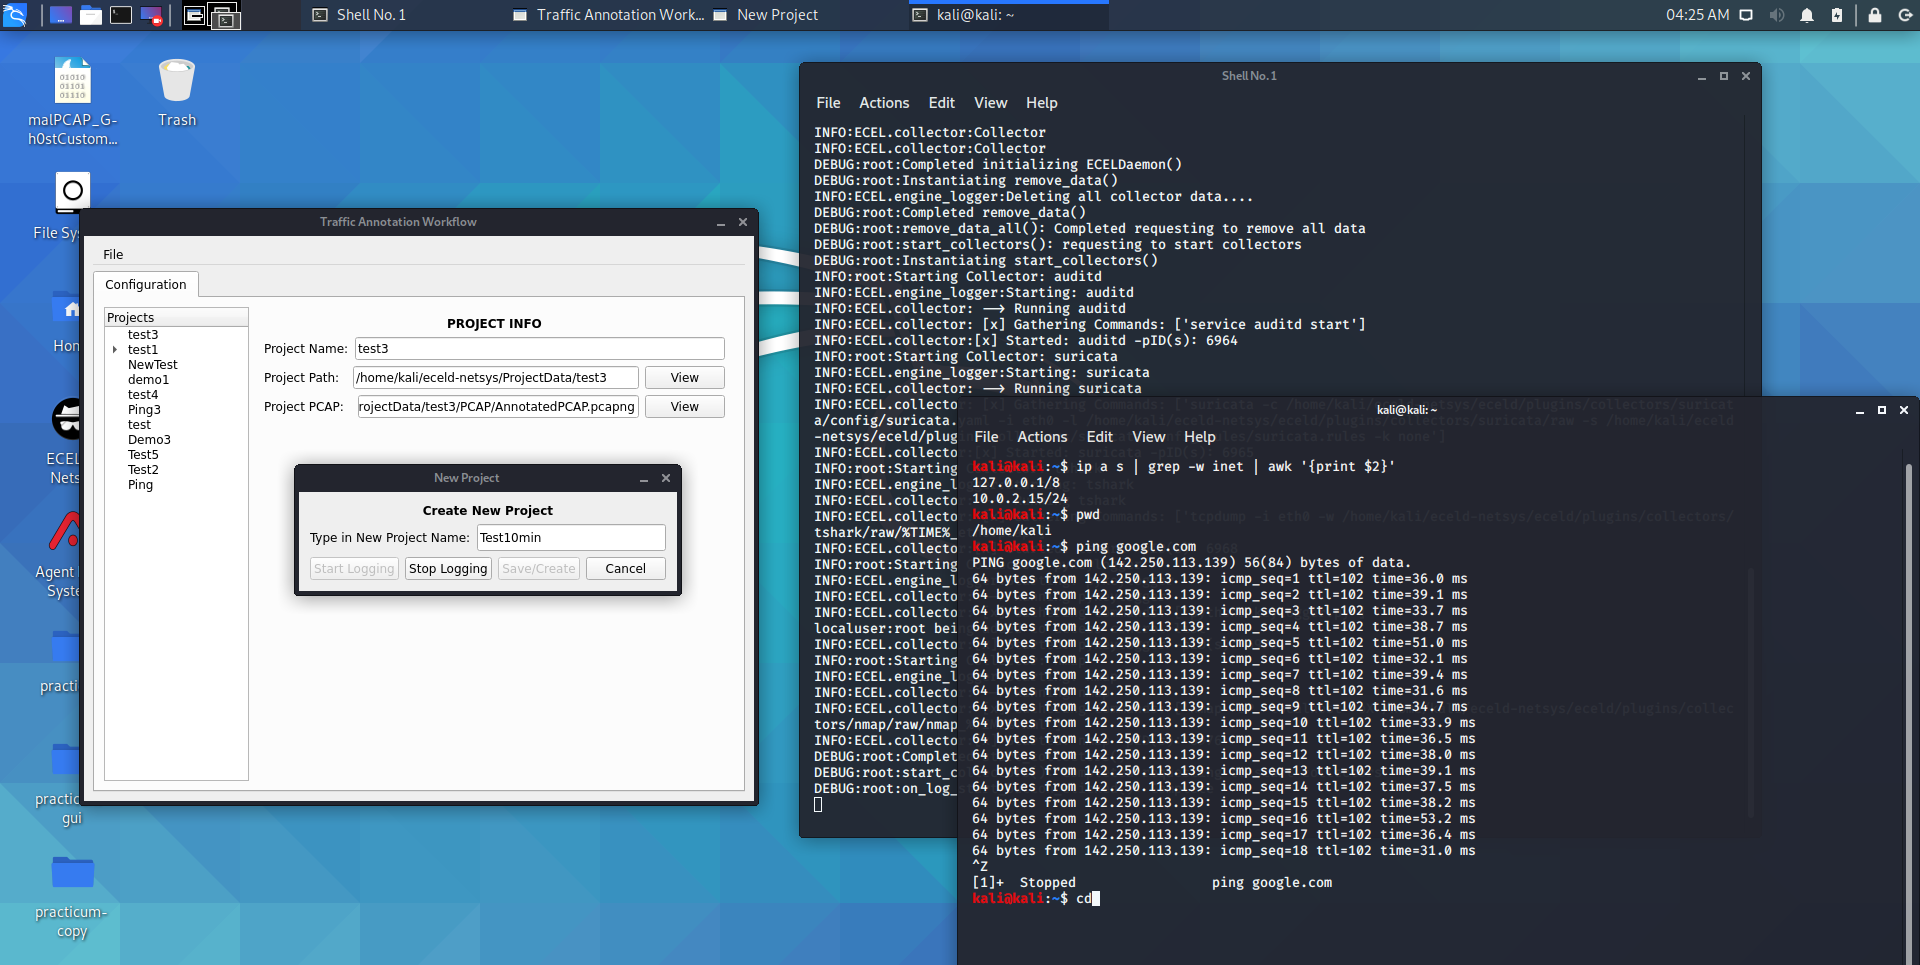 Shell No. 1
Traffic Annotation Work...
New Project
kali@kali: ~
04:25 AM
malPCAP_G-
h0stCustom...
Trash
File Sy
Hon
ECEL
Nets
Agent
Syste
practi
practic
gui
practicum-
copy
Traffic Annotation Workflow
File
Configuration
Projects
test3
test1
NewTest
demo1
test4
Ping3
test
Demo3
Test5
Test2
Ping
PROJECT INFO
Project Name: test3
Project Path: /home/kali/eceld-netsys/ProjectData/test3 View
Project PCAP: rojectData/test3/PCAP/AnnotatedPCAP.pcapng View
New Project
Create New Project
Type in New Project Name: Test10min
Start Logging Stop Logging Save/Create Cancel
Shell No. 1
File Actions Edit View Help
INFO:ECEL.collector:Collector
INFO:ECEL.collector:Collector
DEBUG:root:Completed initializing ECELDaemon()
DEBUG:root:Instantiating remove_data()
INFO:ECEL.engine_logger:Deleting all collector data....
DEBUG:root:Completed remove_data()
DEBUG:root:remove_data_all(): Completed requesting to remove all data
DEBUG:root:start_collectors(): requesting to start collectors
DEBUG:root:Instantiating start_collectors()
INFO:root:Starting Collector: auditd
INFO:ECEL.engine_logger:Starting: auditd
INFO:ECEL.collector: —> Running auditd
INFO:ECEL.collector: [x] Gathering Commands: ['service auditd start']
INFO:ECEL.collector:[x] Started: auditd -pID(s): 6964
INFO:root:Starting Collector: suricata
INFO:ECEL.engine_logger:Starting: suricata
INFO:ECEL.collector: —> Running suricata
INFO:ECEL.collector: [x] Gathering Commands: ['suricata -c /home/kali/eceld-netsys/eceld/plugins/collectors/suricat
a/config/suricata.yaml -i eth0 -l /home/kali/eceld-netsys/eceld/plugins/collectors/suricata/raw -s /home/kali/eceld
-netsys/eceld/plug
INFO:ECEL.collecto
INFO:root:Starting
INFO:ECEL.engine_l
INFO:ECEL.collecto
INFO:ECEL.collecto
tshark/raw/%TIME%_
INFO:ECEL.collecto
INFO:root:Starting
INFO:ECEL.engine_l
INFO:ECEL.collecto
INFO:ECEL.collecto
localuser:root bei
INFO:ECEL.collecto
INFO:root:Starting
INFO:ECEL.engine_l
INFO:ECEL.collecto
INFO:ECEL.collecto
tors/nmap/raw/nmap
INFO:ECEL.collecto
DEBUG:root:Complet
DEBUG:root:start_c
DEBUG:root:on_log_
kali@kali: ~
File Actions Edit View Help
kali@kali:~$ ip a s | grep -w inet | awk '{print $2}'
127.0.0.1/8
10.0.2.15/24
kali@kali:~$ pwd
/home/kali
kali@kali:~$ ping google.com
PING google.com (142.250.113.139) 56(84) bytes of data.
64 bytes from 142.250.113.139: icmp_seq=1 ttl=102 time=36.0 ms
64 bytes from 142.250.113.139: icmp_seq=2 ttl=102 time=39.1 ms
64 bytes from 142.250.113.139: icmp_seq=3 ttl=102 time=33.7 ms
64 bytes from 142.250.113.139: icmp_seq=4 ttl=102 time=38.7 ms
64 bytes from 142.250.113.139: icmp_seq=5 ttl=102 time=51.0 ms
64 bytes from 142.250.113.139: icmp_seq=6 ttl=102 time=32.1 ms
64 bytes from 142.250.113.139: icmp_seq=7 ttl=102 time=39.4 ms
64 bytes from 142.250.113.139: icmp_seq=8 ttl=102 time=31.6 ms
64 bytes from 142.250.113.139: icmp_seq=9 ttl=102 time=34.7 ms
64 bytes from 142.250.113.139: icmp_seq=10 ttl=102 time=33.9 ms
64 bytes from 142.250.113.139: icmp_seq=11 ttl=102 time=36.5 ms
64 bytes from 142.250.113.139: icmp_seq=12 ttl=102 time=38.0 ms
64 bytes from 142.250.113.139: icmp_seq=13 ttl=102 time=39.1 ms
64 bytes from 142.250.113.139: icmp_seq=14 ttl=102 time=37.5 ms
64 bytes from 142.250.113.139: icmp_seq=15 ttl=102 time=38.2 ms
64 bytes from 142.250.113.139: icmp_seq=16 ttl=102 time=53.2 ms
64 bytes from 142.250.113.139: icmp_seq=17 ttl=102 time=36.4 ms
64 bytes from 142.250.113.139: icmp_seq=18 ttl=102 time=31.0 ms
^Z
[1]+ Stopped ping google.com
kali@kali:~$ cd